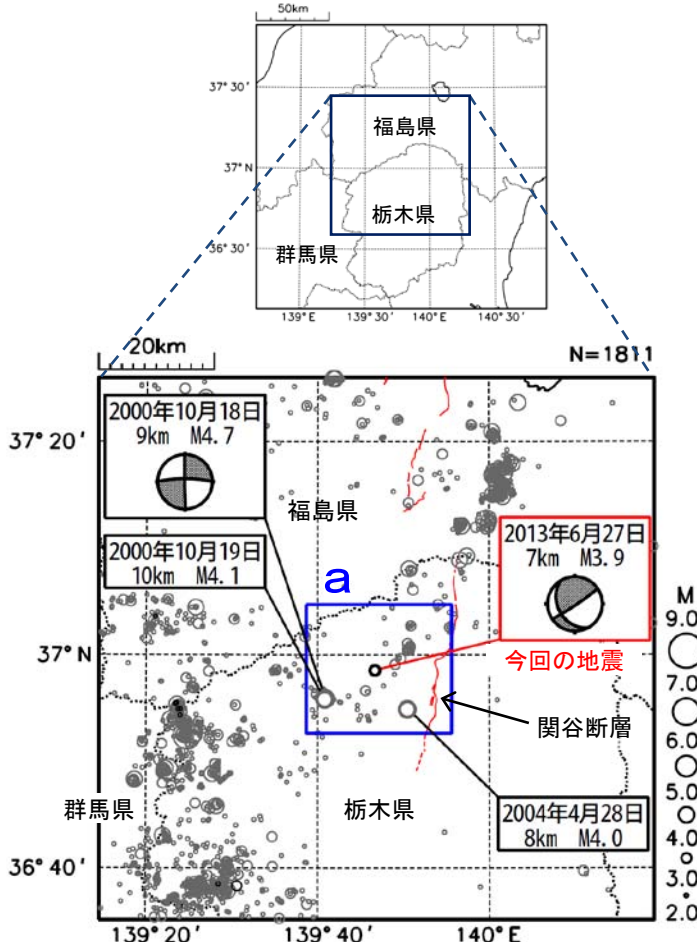 50km
37°30′
福島県
37°N
栃木県
36°30′
群馬県
139°E
139°30′
140°E
140°30′
20km
N=1811
2000年10月18日
9km M4.7
37°20′
福島県
2013年6月27日
7km M3.9
2000年10月19日
10km M4.1
a
M
9.0
37°N
今回の地震
7.0
関谷断層
6.0
5.0
群馬県
栃木県
2004年4月28日
8km M4.0
4.0
36°40′
3.0
2.0
139°20′
139°40′
140°E